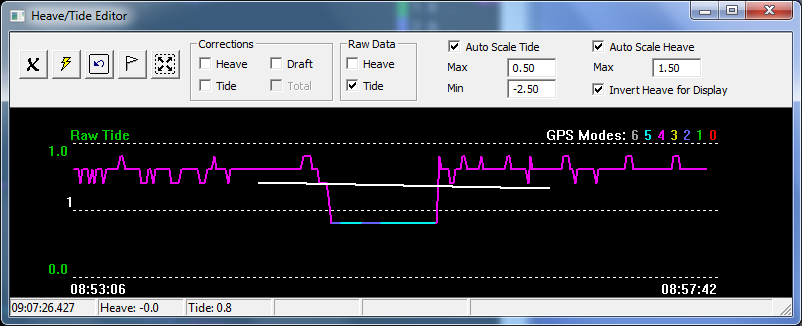 Heave/Tide Editor
Corrections
Heave
Draft
Tide
Total
Raw Data
Heave
Tide
Auto Scale Tide
Max 0.50
Min -2.50
Auto Scale Heave
Max 1.50
Invert Heave for Display
Raw Tide
GPS Modes: 6 5 4 3 2 1 0
1.0
1
0.0
08:53:06
08:57:42
09:07:26.427 Heave: -0.0 Tide: 0.8